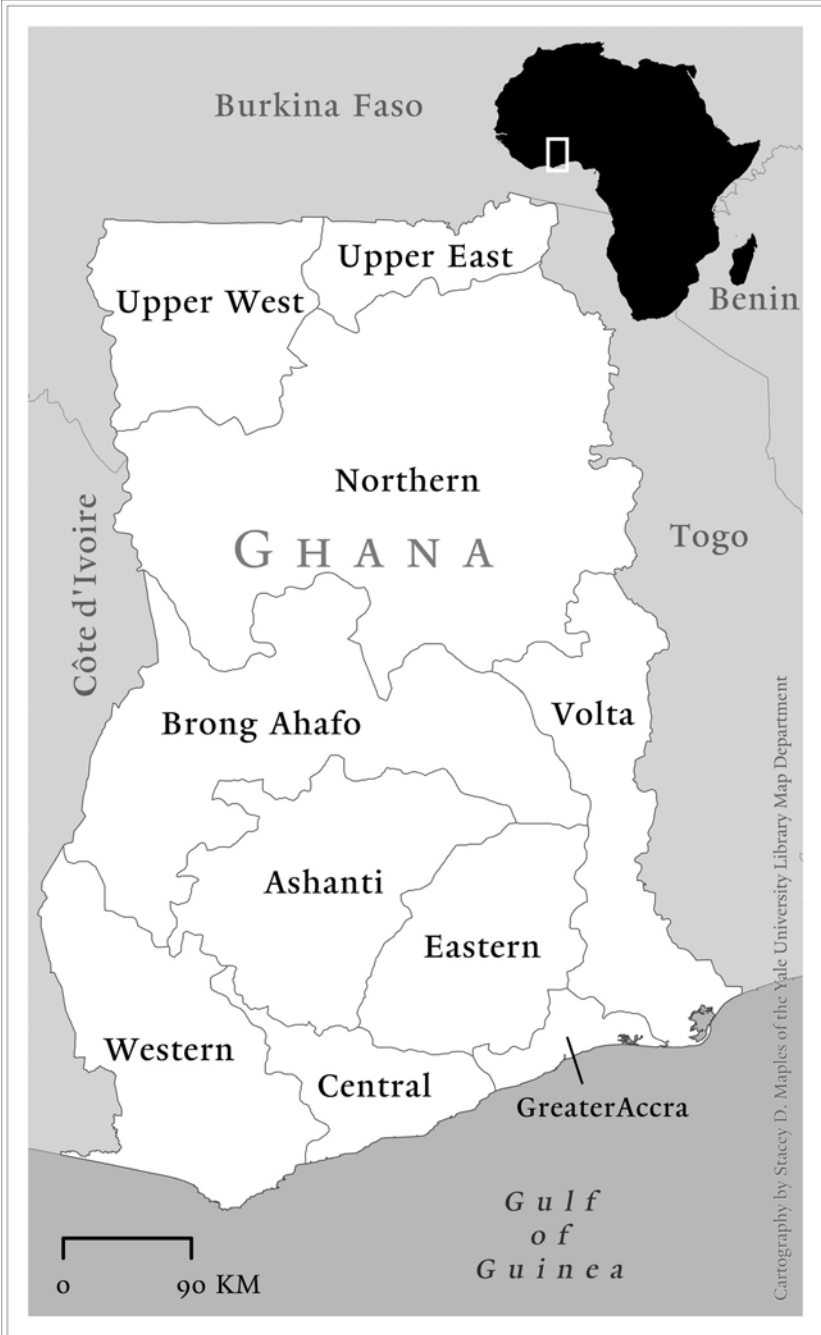 Burkina Faso
Upper East
Benin
Upper West
Northern
GHANA
Togo
Côte d'Ivoire
Volta
Brong Ahafo
Ashanti
Eastern
Western
Central
GreaterAccra
Gulf
of
Guinea
0 90 KM
Cartography by Stacey D. Maples of the Yale University Library Map Department